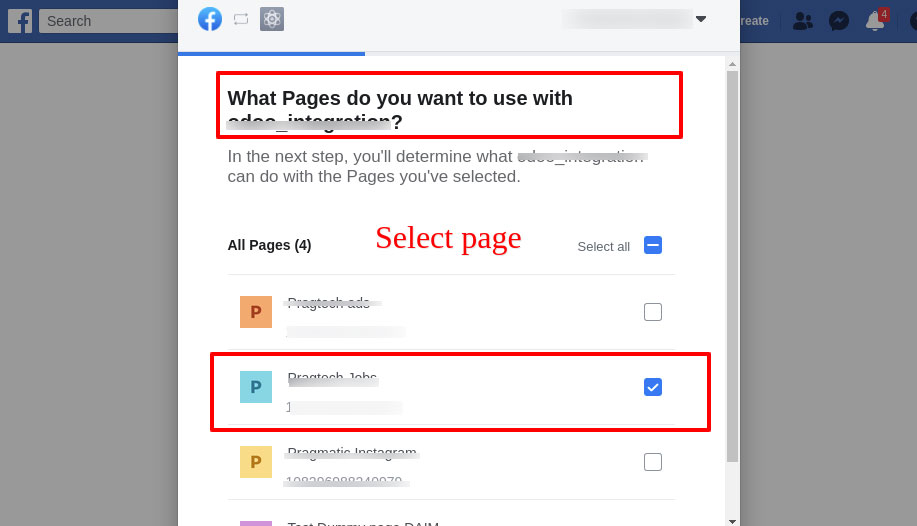 Search
reate
4
What Pages do you want to use with
odoo_integration?
In the next step, you'll determine what odoo_integration
can do with the Pages you've selected.
All Pages (4)
Select page
Select all
P
Pragtech ads
P
Pragtech Jobs
1
P
Pragmatic Instagram
Test Dummy page DAIM